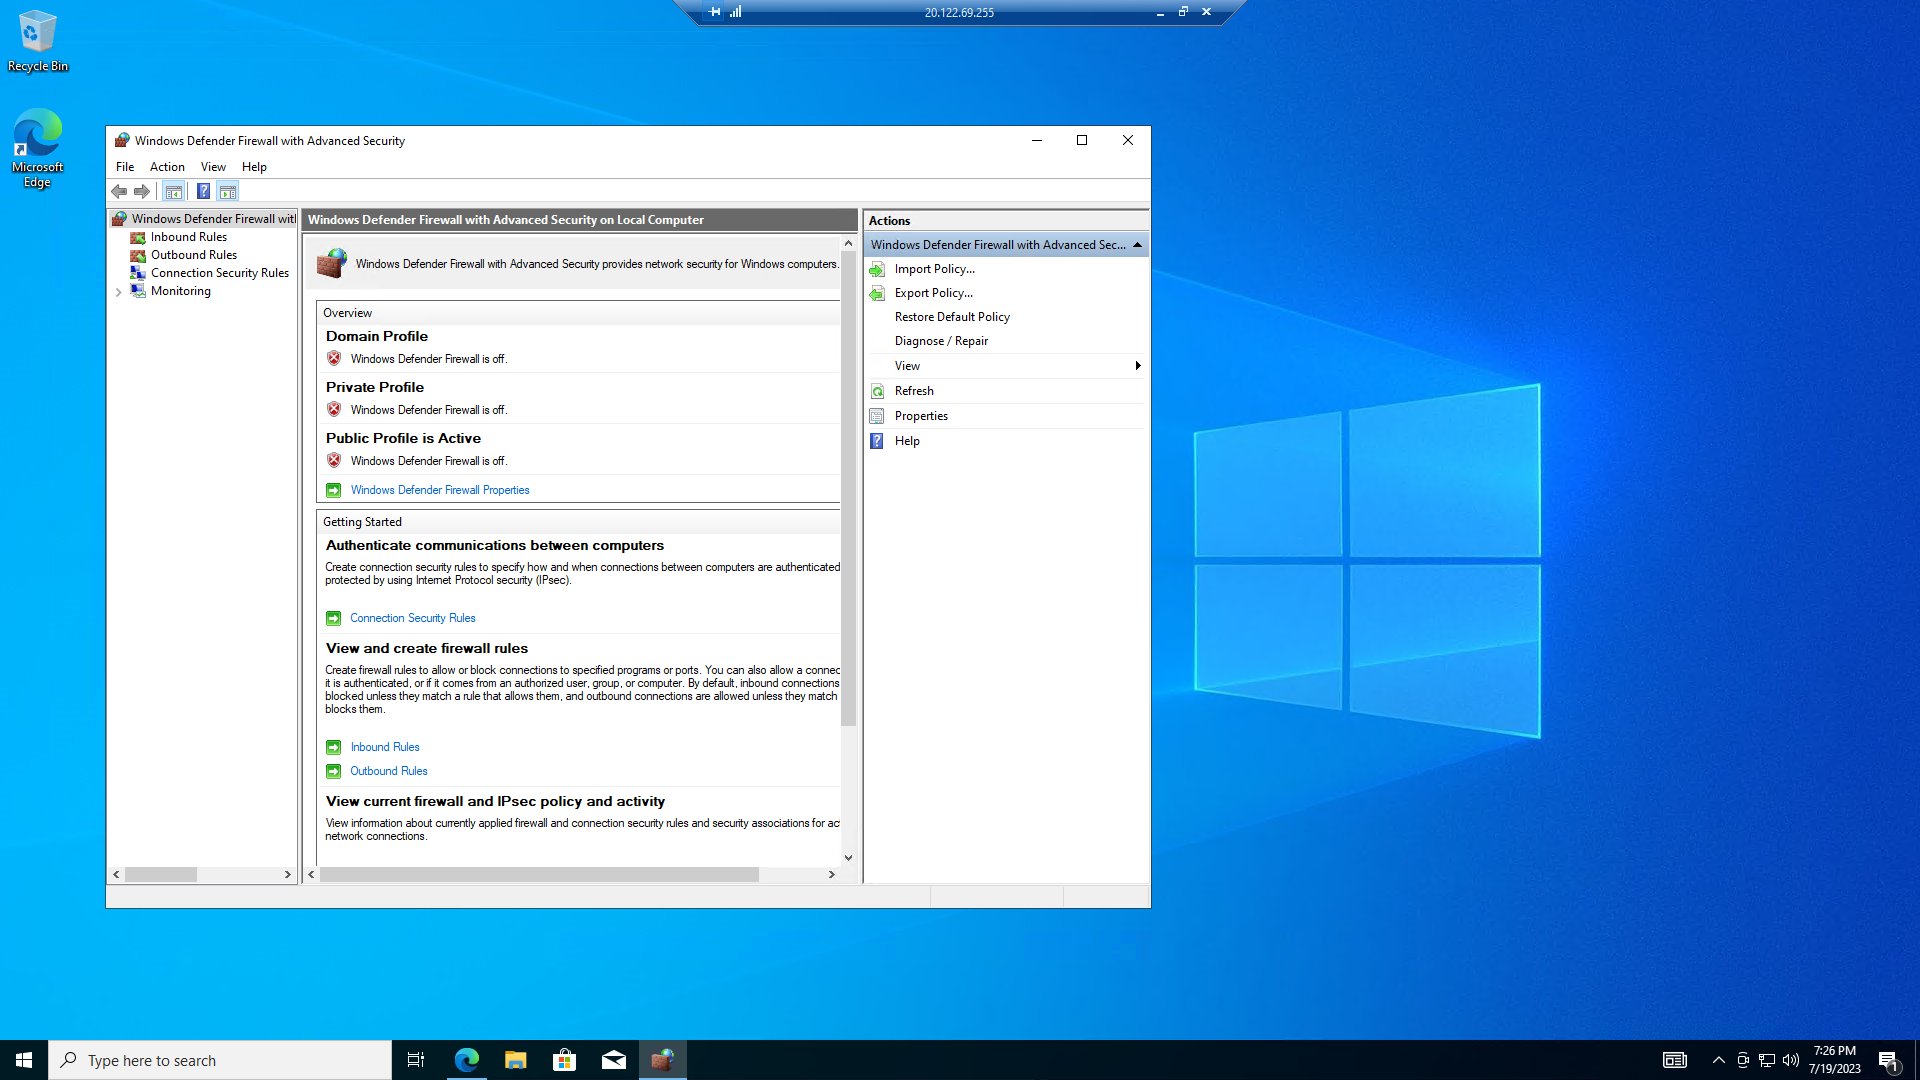 20.122.69.255
Recycle Bin
Microsoft
Edge
Windows Defender Firewall with Advanced Security
File Action View Help
Windows Defender Firewall wit
Inbound Rules
Outbound Rules
Connection Security Rules
Monitoring
Windows Defender Firewall with Advanced Security on Local Computer
Windows Defender Firewall with Advanced Security provides network security for Windows computers.
Overview
Domain Profile
Windows Defender Firewall is off.
Private Profile
Windows Defender Firewall is off.
Public Profile is Active
Windows Defender Firewall is off.
Windows Defender Firewall Properties
Getting Started
Authenticate communications between computers
Create connection security rules to specify how and when connections between computers are authenticated
protected by using Internet Protocol security (IPsec).
Connection Security Rules
View and create firewall rules
Create firewall rules to allow or block connections to specified programs or ports. You can also allow a connec
it is authenticated, or if it comes from an authorized user, group, or computer. By default, inbound connections
blocked unless they match a rule that allows them, and outbound connections are allowed unless they match
blocks them.
Inbound Rules
Outbound Rules
View current firewall and IPsec policy and activity
View information about currently applied firewall and connection security rules and security associations for ac
network connections.
Actions
Windows Defender Firewall with Advanced Sec...
Import Policy...
Export Policy...
Restore Default Policy
Diagnose / Repair
View
Refresh
Properties
Help
Type here to search
7:26 PM
7/19/2023
1